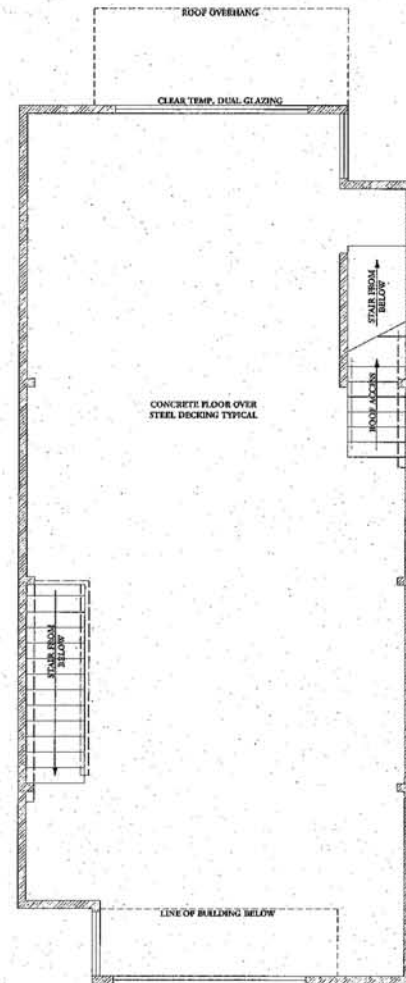 ROOF OVERHANG
CLEAR TEMP. DUAL GLAZING
STAIR FROM
BELOW
ROOF ACCESS
CONCRETE FLOOR OVER
STEEL DECKING TYPICAL
STAIR FROM
BELOW
LINE OF BUILDING BELOW